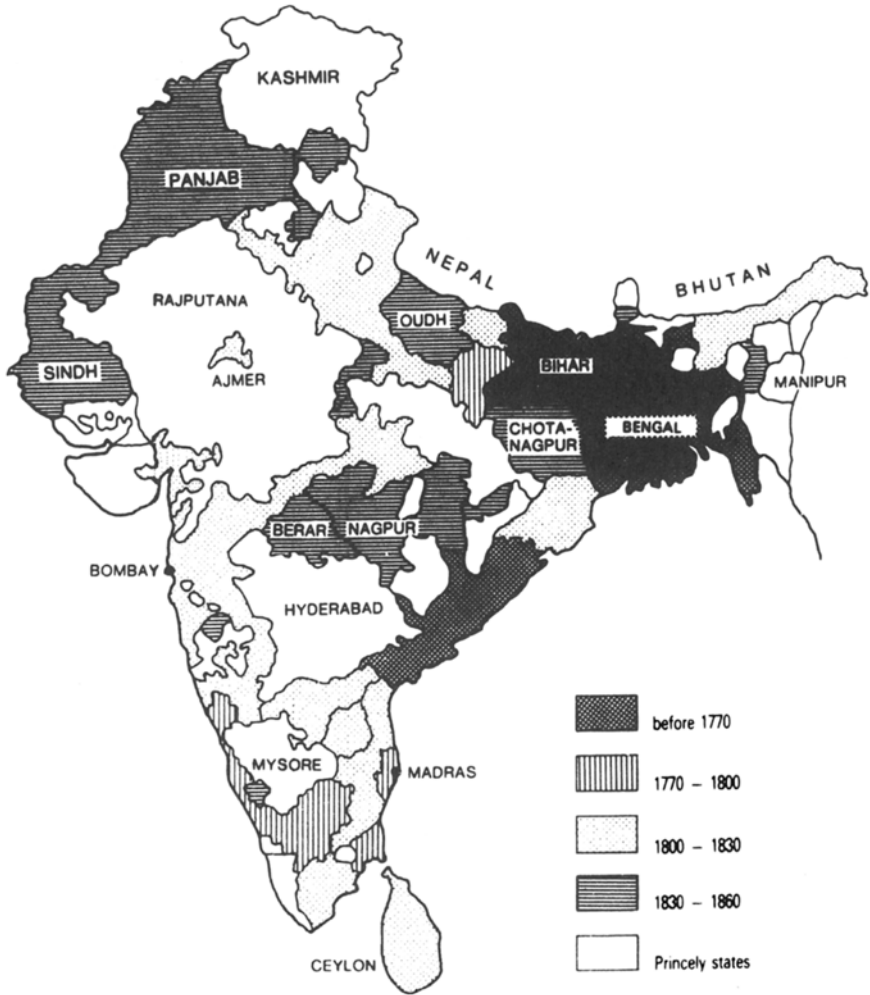 KASHMIR
PANJAB
NEPAL
BHUTAN
RAJPUTANA
OUDH
SINDH
AJMER
BIHAR
MANIPUR
CHOTA-
NAGPUR
BENGAL
BERAR
NAGPUR
BOMBAY
HYDERABAD
MYSORE
MADRAS
CEYLON
before 1770
1770 – 1800
1800 – 1830
1830 – 1860
Princely states